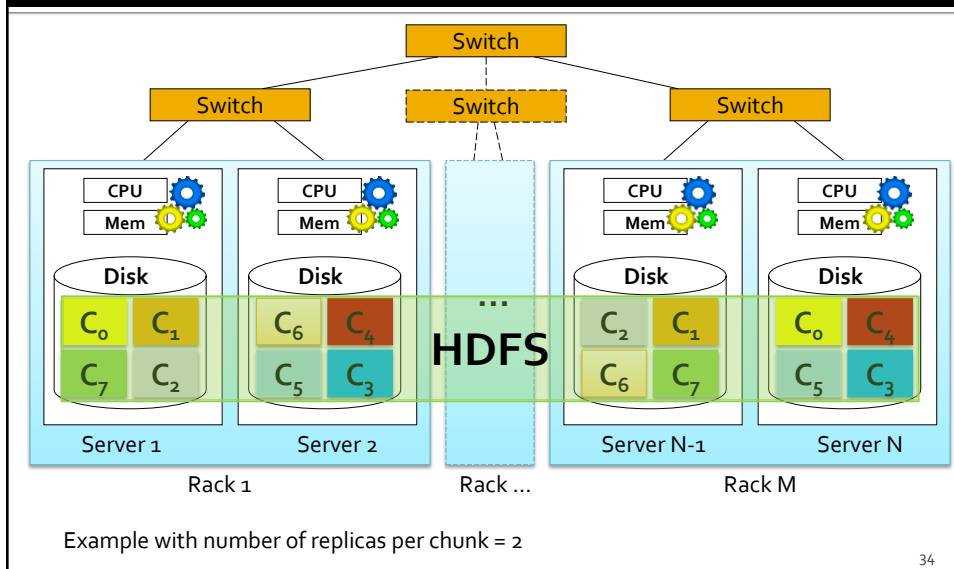 Switch
Switch
Switch
Switch
CPU
Mem
CPU
Mem
CPU
Mem
CPU
Mem
Disk
Disk
Disk
Disk
...
C₀ C₁
C₆ C₄
C₂ C₁
C₀ C₄
HDFS
C₇ C₂
C₅ C₃
C₆ C₇
C₅ C₃
Server 1
Server 2
Server N-1
Server N
Rack 1
Rack ...
Rack M
Example with number of replicas per chunk = 2
34